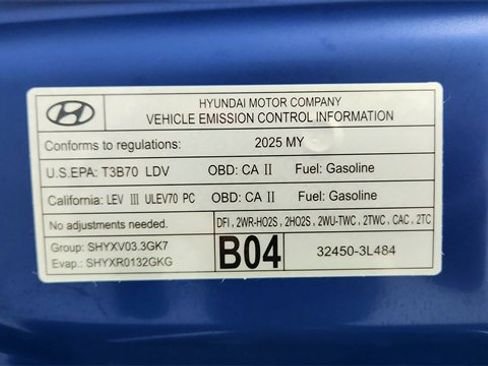 HYUNDAI MOTOR COMPANY
VEHICLE EMISSION CONTROL INFORMATION
Conforms to regulations: 2025 MY
U.S.EPA: T3B70 LDV OBD: CA II Fuel: Gasoline
California: LEV III ULEV70 PC OBD: CA II Fuel: Gasoline
No adjustments needed. DFI, 2WR-HO2S, 2HO2S, 2WU-TWC, 2TWC, CAC, 2TC
Group: SHYXV03.3GK7
Evap.: SHYXR0132GKG
B04 32450-3L484